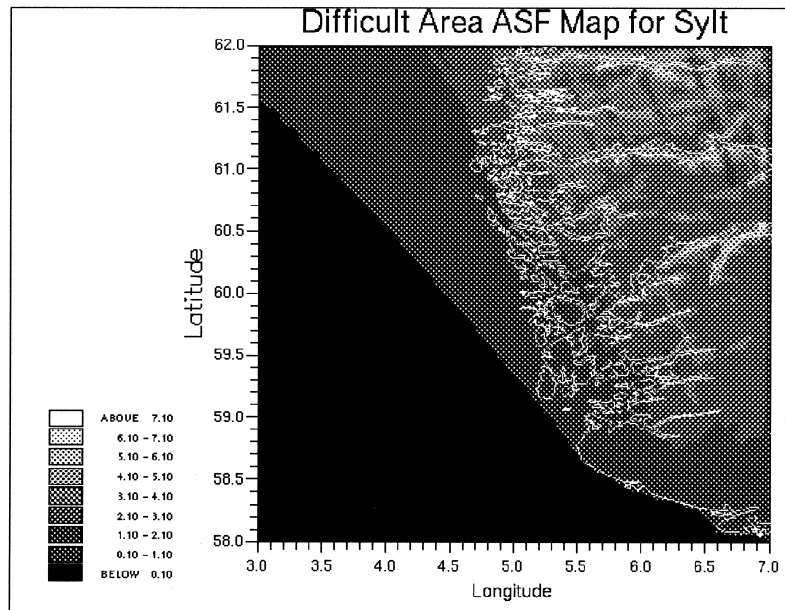 Difficult Area ASF Map for Sylt
Latitude
62.0
61.5
61.0
60.5
60.0
59.5
59.0
58.5
58.0
3.0 3.5 4.0 4.5 5.0 5.5 6.0 6.5 7.0
Longitude
ABOVE 7.10
6.10 - 7.10
5.10 - 6.10
4.10 - 5.10
3.10 - 4.10
2.10 - 3.10
1.10 - 2.10
0.10 - 1.10
BELOW 0.10